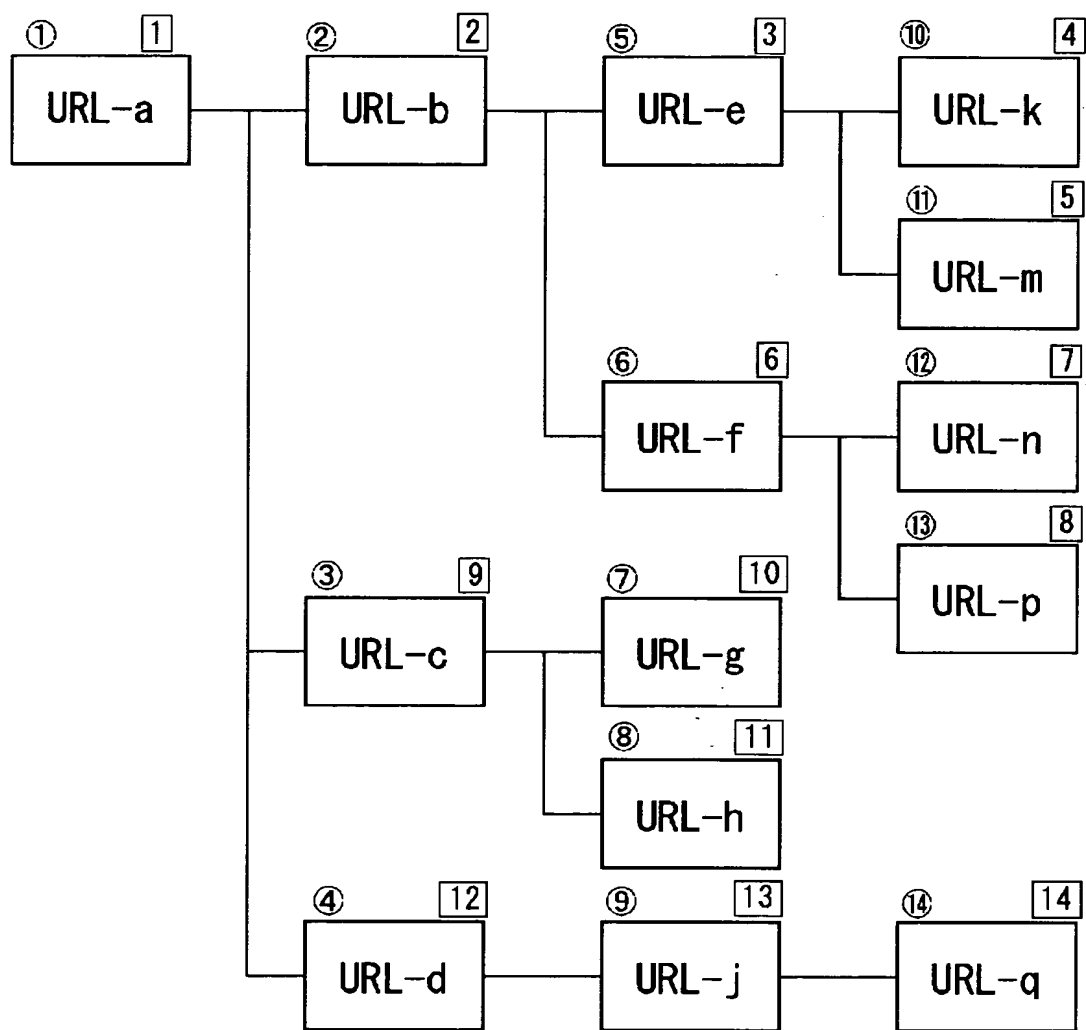 ① 1 ② 2 ⑤ 3 ⑩ 4
URL-a URL-b URL-e URL-k
⑪ 5
URL-m
⑥ 6 ⑫ 7
URL-f URL-n
⑬ 8
URL-p
③ 9 ⑦ 10
URL-c URL-g
⑧ 11
URL-h
④ 12 ⑨ 13 ⑭ 14
URL-d URL-j URL-q